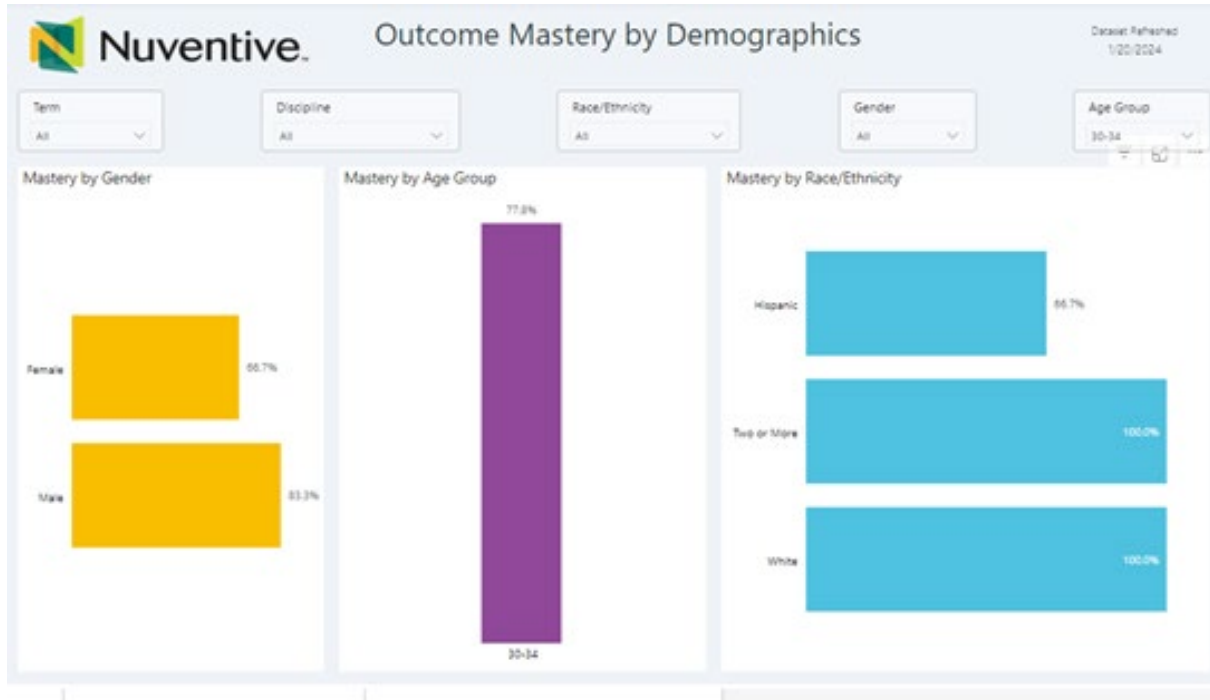 Nuventive
Outcome Mastery by Demographics
Dataset Refreshed
1/20/2024
Term
All
Discipline
All
Race/Ethnicity
All
Gender
All
Age Group
30-34
Mastery by Gender
Female
66.7%
Male
83.3%
Mastery by Age Group
77.8%
30-34
Mastery by Race/Ethnicity
Hispanic
66.7%
Two or More
100.0%
White
100.0%